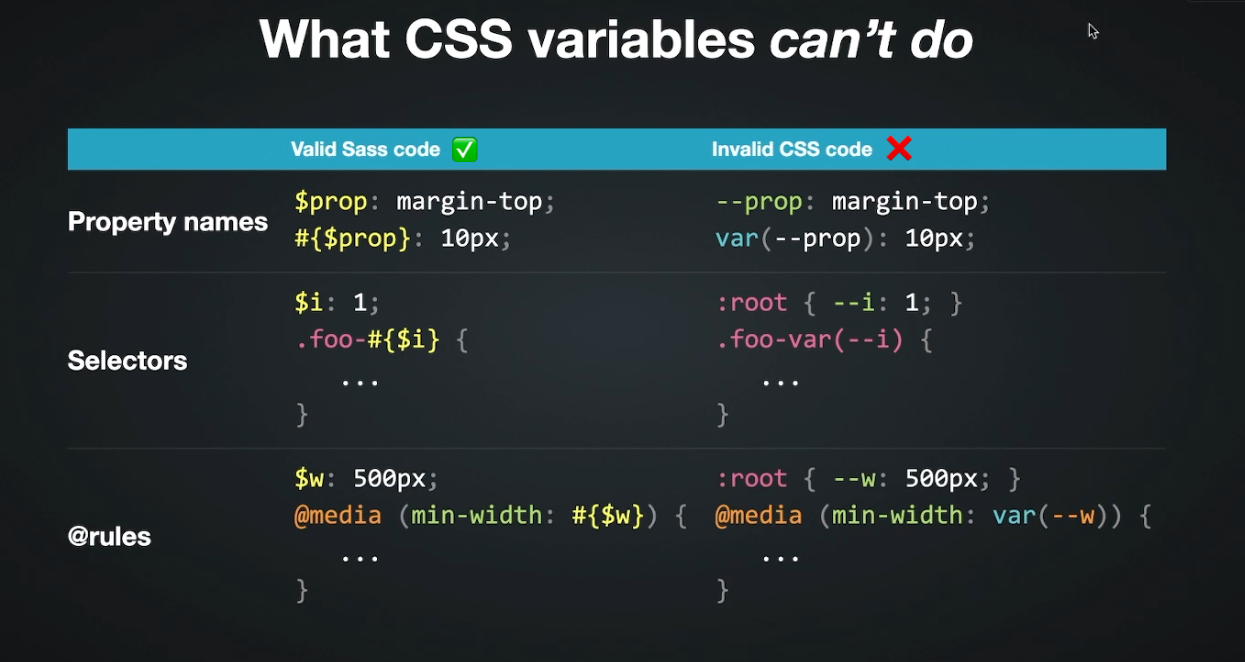 What CSS variables can't do
Valid Sass code ✅ Invalid CSS code ❌
Property names
$prop: margin-top;
#{$prop}: 10px;
--prop: margin-top;
var(--prop): 10px;
Selectors
$i: 1;
.foo-#{$i} {
...
}
:root { --i: 1; }
.foo-var(--i) {
...
}
@rules
$w: 500px;
@media (min-width: #{$w}) {
...
}
:root { --w: 500px; }
@media (min-width: var(--w)) {
...
}